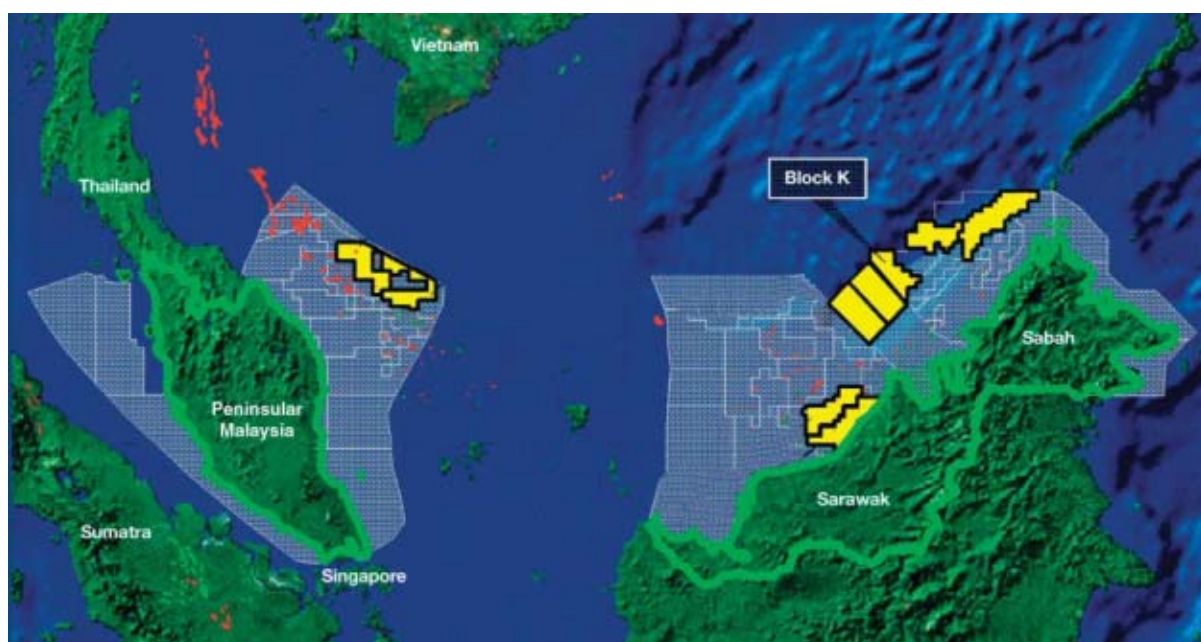 Vietnam
Thailand
Block K
Sabah
Peninsular
Malaysia
Sarawak
Sumatra
Singapore